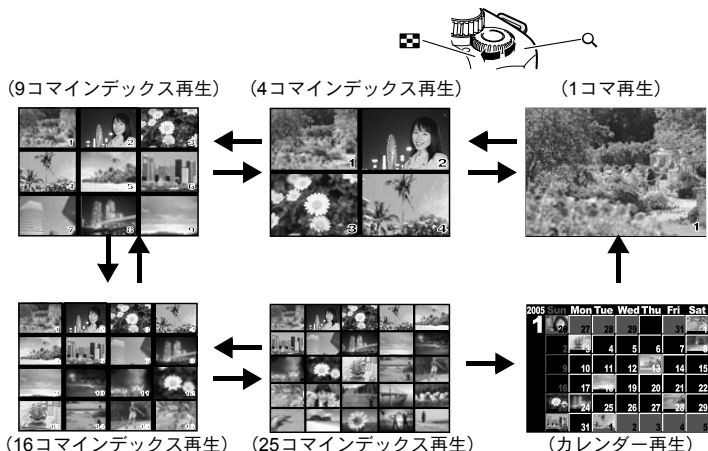 (9コマインデックス再生) (4コマインデックス再生) (1コマ再生)
1 2 3
4 5 6
7 8 9
1 2
3 4
1
2005 Sun Mon Tue Wed Thu Fri Sat
1
26 27 28 29 31 1
2 3 4 5 6 7 8
9 10 11 12 13 14 15
16 17 18 19 20 21 22
24 25 26 27 28 29
31 2 3 4 5
(16コマインデックス再生) (25コマインデックス再生) (カレンダー再生)